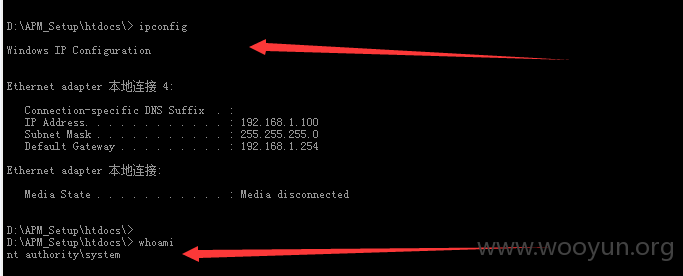 D:\APM_Setup\htdocs\> ipconfig
Windows IP Configuration
Ethernet adapter 本地连接 4:
Connection-specific DNS Suffix . :
IP Address. . . . . . . . . . . . : 192.168.1.100
Subnet Mask . . . . . . . . . . . : 255.255.255.0
Default Gateway . . . . . . . . . : 192.168.1.254
Ethernet adapter 本地连接:
Media State . . . . . . . . . . . : Media disconnected
D:\APM_Setup\htdocs\>
D:\APM_Setup\htdocs\> whoami
nt authority\system
www.wooyun.org